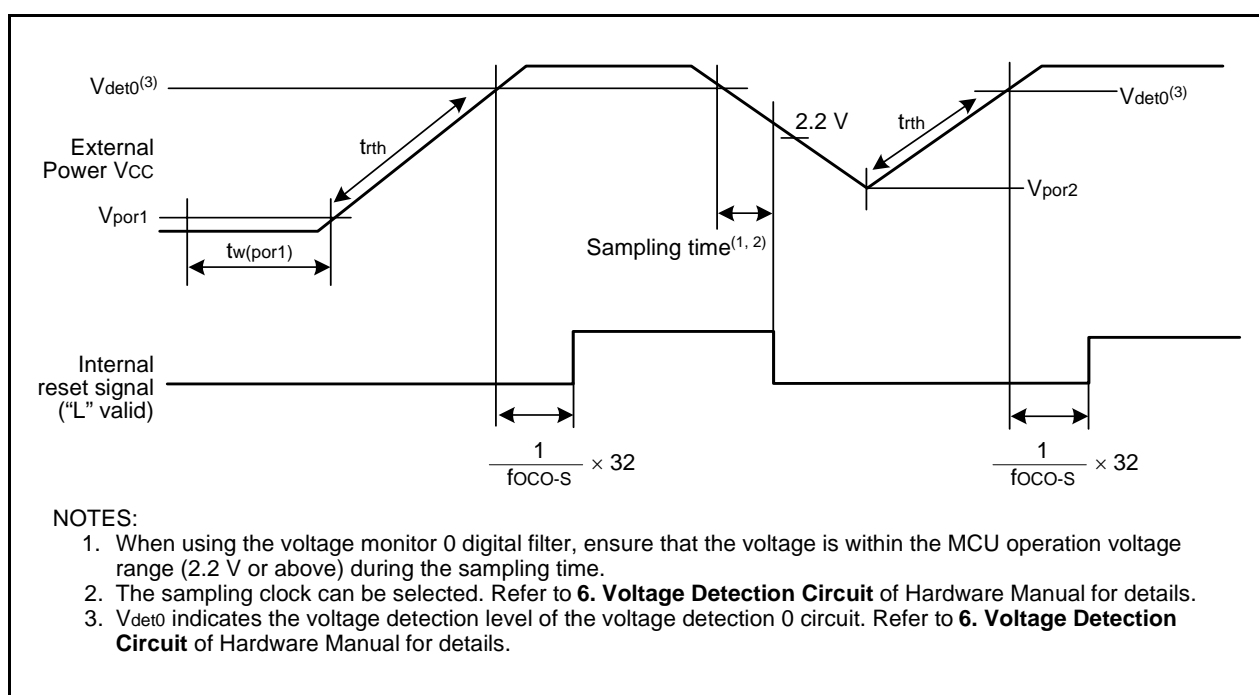 Vdet0(3)
trth
External
Power VCC
Vpor1
tw(por1)
2.2 V
trth
Vdet0(3)
Vpor2
Sampling time(1, 2)
Internal
reset signal
(“L” valid)
1
fOCO-S
× 32
1
fOCO-S
× 32
NOTES:
1. When using the voltage monitor 0 digital filter, ensure that the voltage is within the MCU operation voltage
range (2.2 V or above) during the sampling time.
2. The sampling clock can be selected. Refer to 6. Voltage Detection Circuit of Hardware Manual for details.
3. Vdet0 indicates the voltage detection level of the voltage detection 0 circuit. Refer to 6. Voltage Detection
Circuit of Hardware Manual for details.